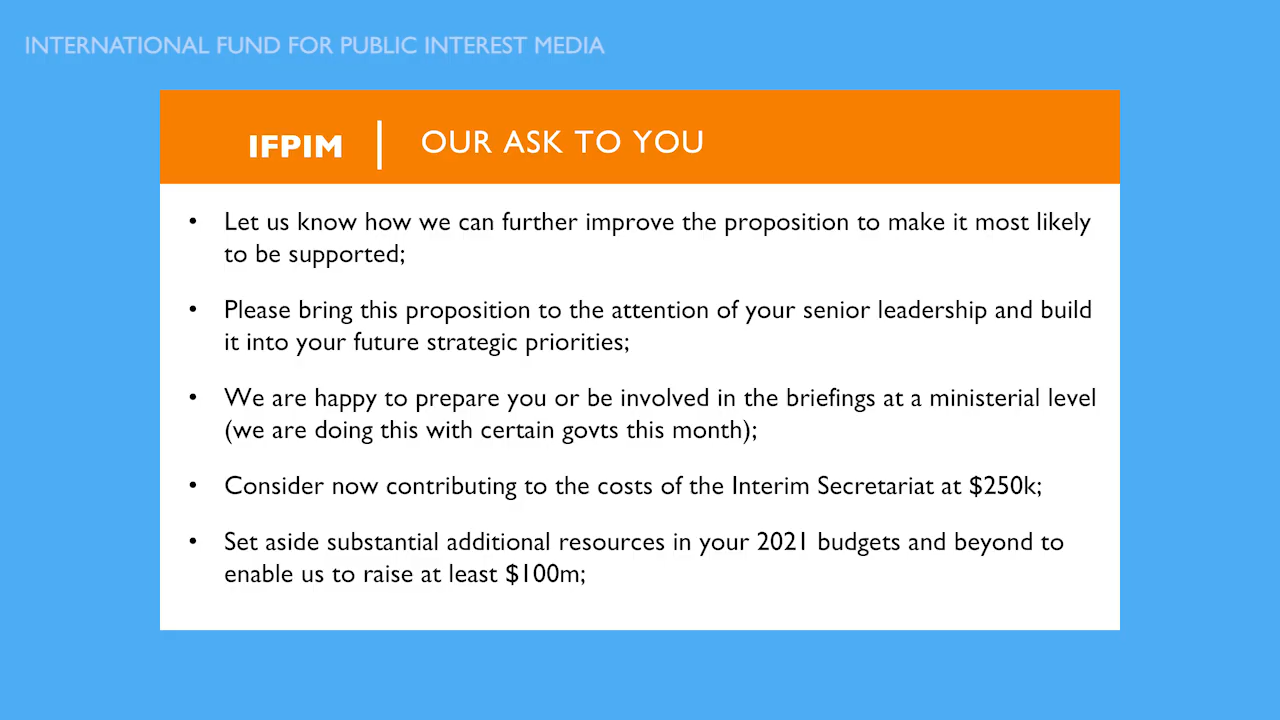 INTERNATIONAL FUND FOR PUBLIC INTEREST MEDIA
IFPIM | OUR ASK TO YOU
• Let us know how we can further improve the proposition to make it most likely
to be supported;
• Please bring this proposition to the attention of your senior leadership and build
it into your future strategic priorities;
• We are happy to prepare you or be involved in the briefings at a ministerial level
(we are doing this with certain govts this month);
• Consider now contributing to the costs of the Interim Secretariat at $250k;
• Set aside substantial additional resources in your 2021 budgets and beyond to
enable us to raise at least $100m;